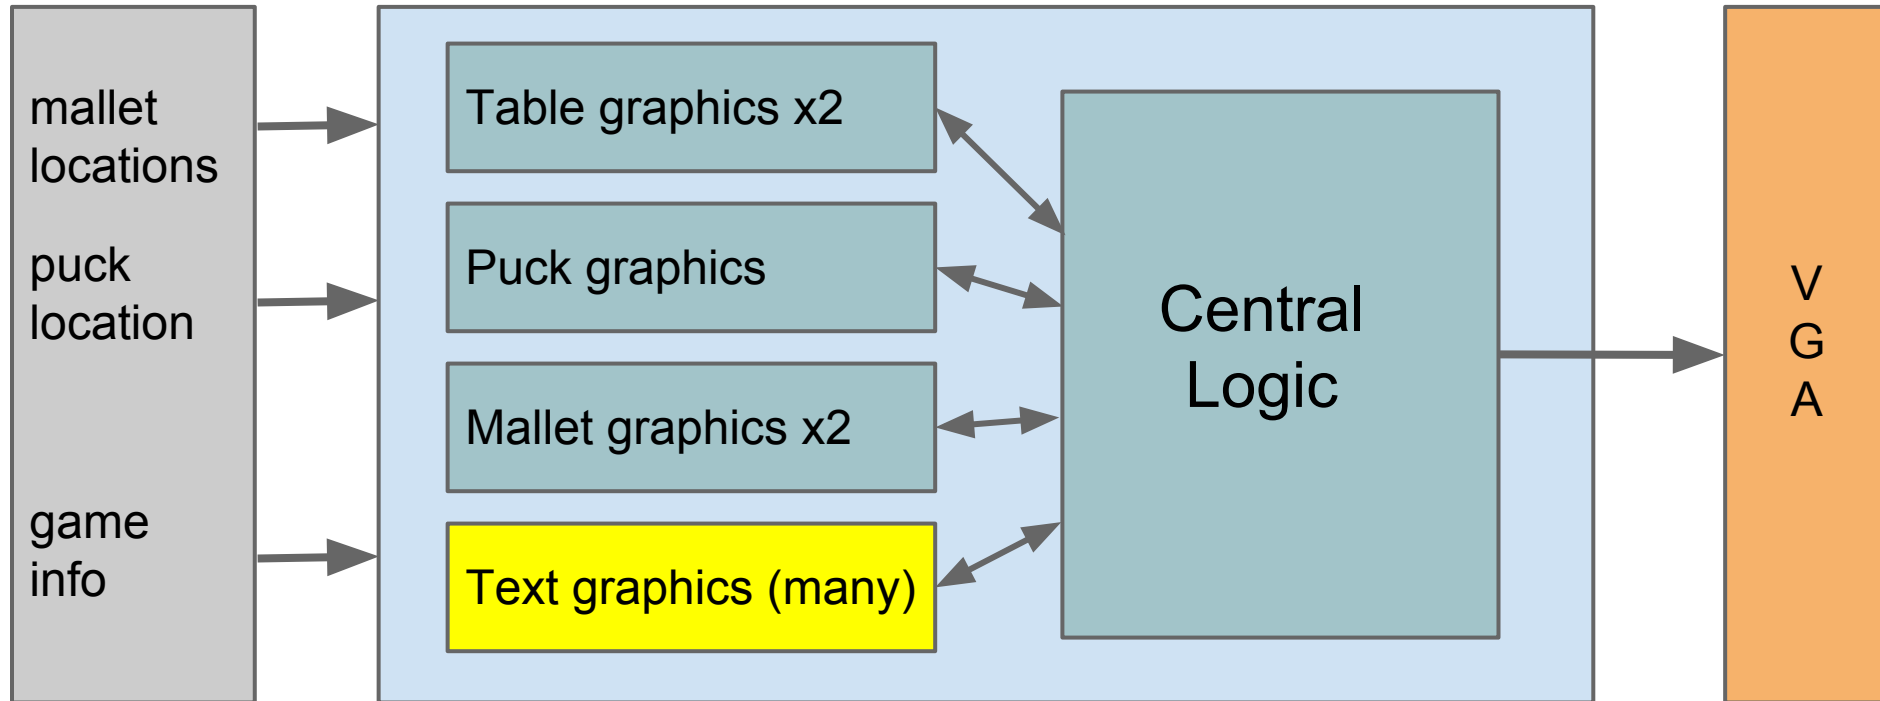 mallet
locations
puck
location
game
info
Table graphics x2
Puck graphics
Mallet graphics x2
Text graphics (many)
Central
Logic
V
G
A